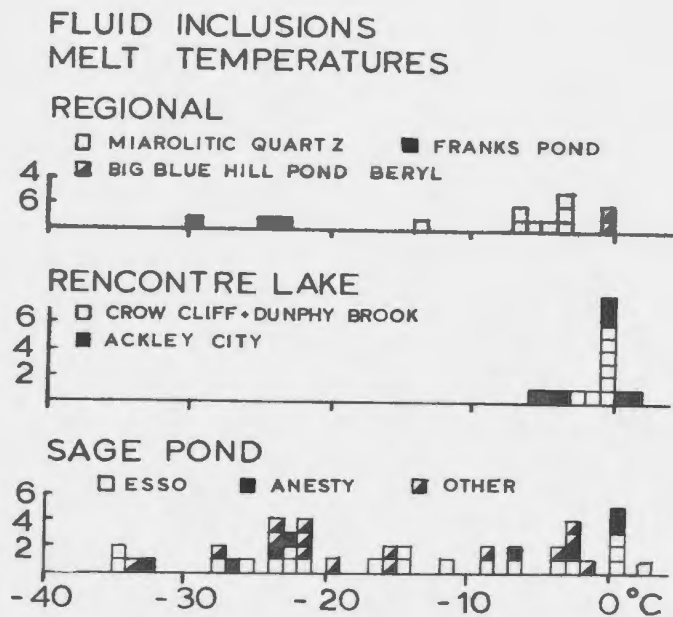 FLUID INCLUSIONS
MELT TEMPERATURES
REGIONAL
MIAROLITIC QUARTZ FRANKS POND
BIG BLUE HILL POND BERYL
4
6
RENCONTRE LAKE
CROW CLIFF + DUNPHY BROOK
ACKLEY CITY
6
4
2
SAGE POND
ESSO ANESTY OTHER
6
4
2
-40 -30 -20 -10 0°C